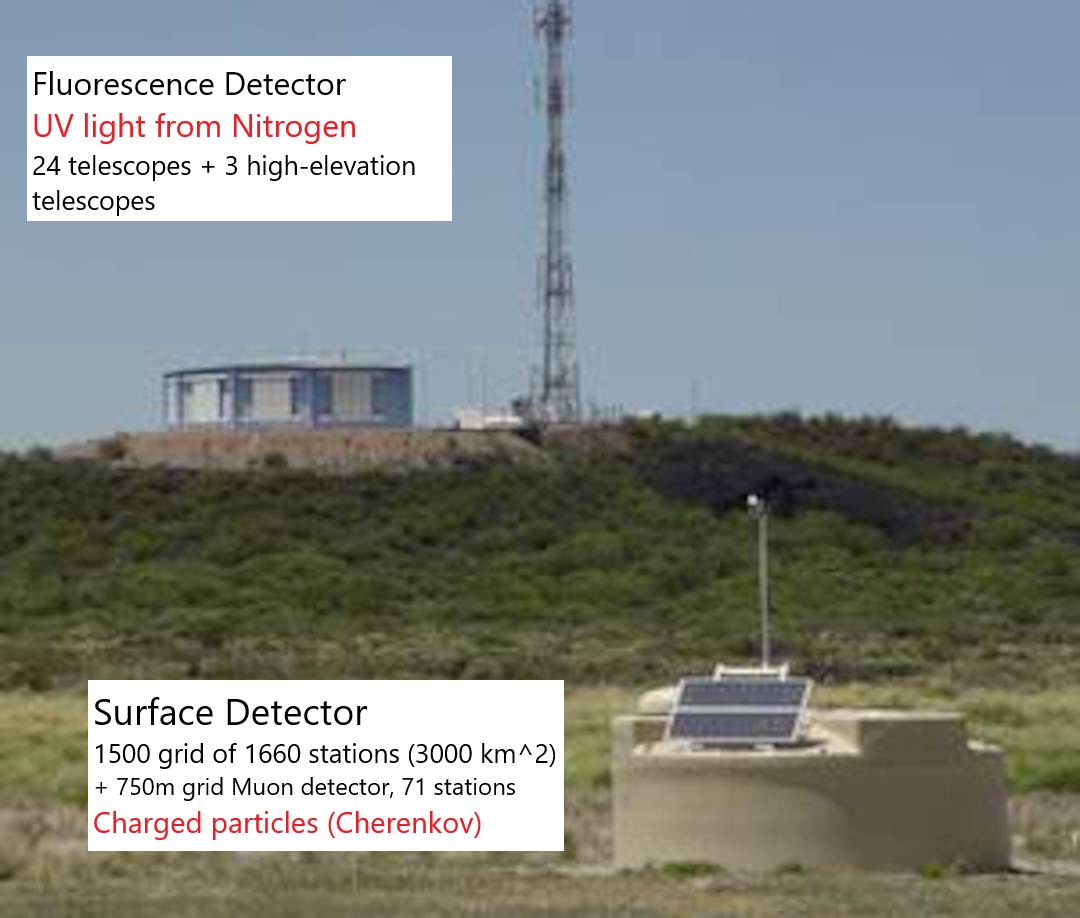 Fluorescence Detector
UV light from Nitrogen
24 telescopes + 3 high-elevation
telescopes
Surface Detector
1500 grid of 1660 stations (3000 km^2)
+ 750m grid Muon detector, 71 stations
Charged particles (Cherenkov)